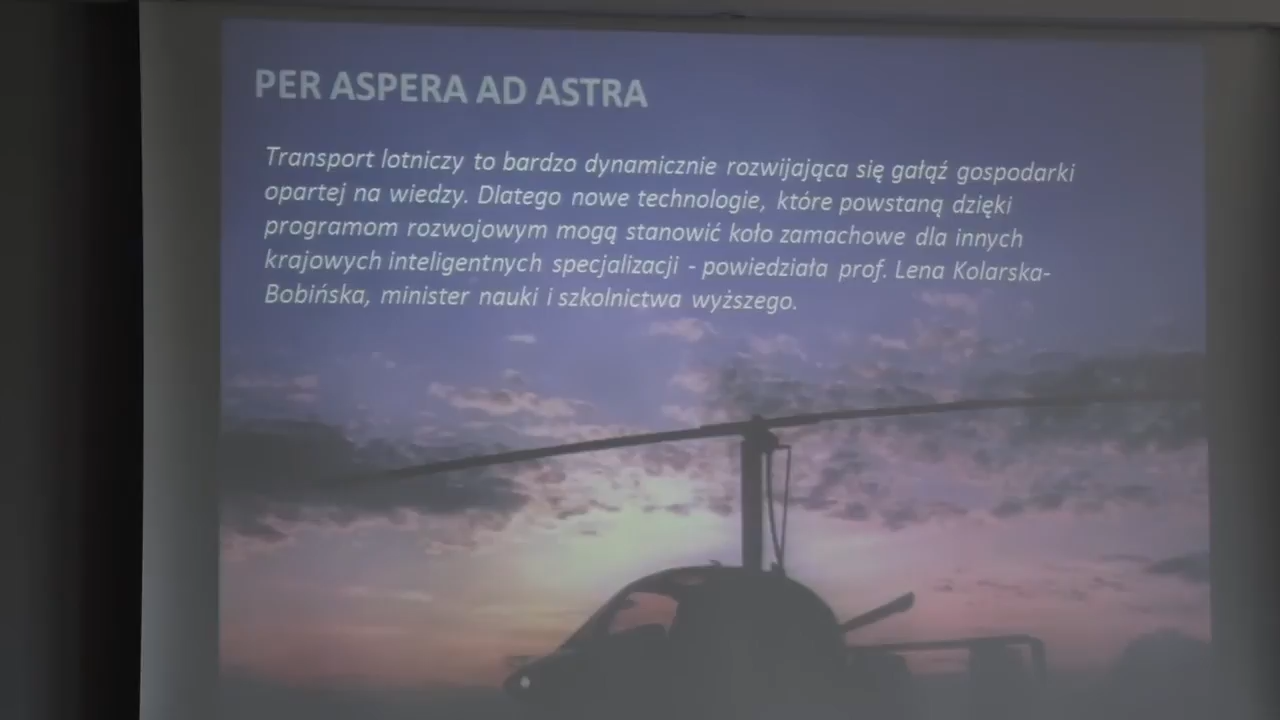 PER ASPERA AD ASTRA
Transport lotniczy to bardzo dynamicznie rozwijająca się gałąź gospodarki
opartej na wiedzy. Dlatego nowe technologie, które powstaną dzięki
programom rozwojowym mogą stanowić koło zamachowe dla innych
krajowych inteligentnych specjalizacji - powiedziała prof. Lena Kolarska-
Bobińska, minister nauki i szkolnictwa wyższego.